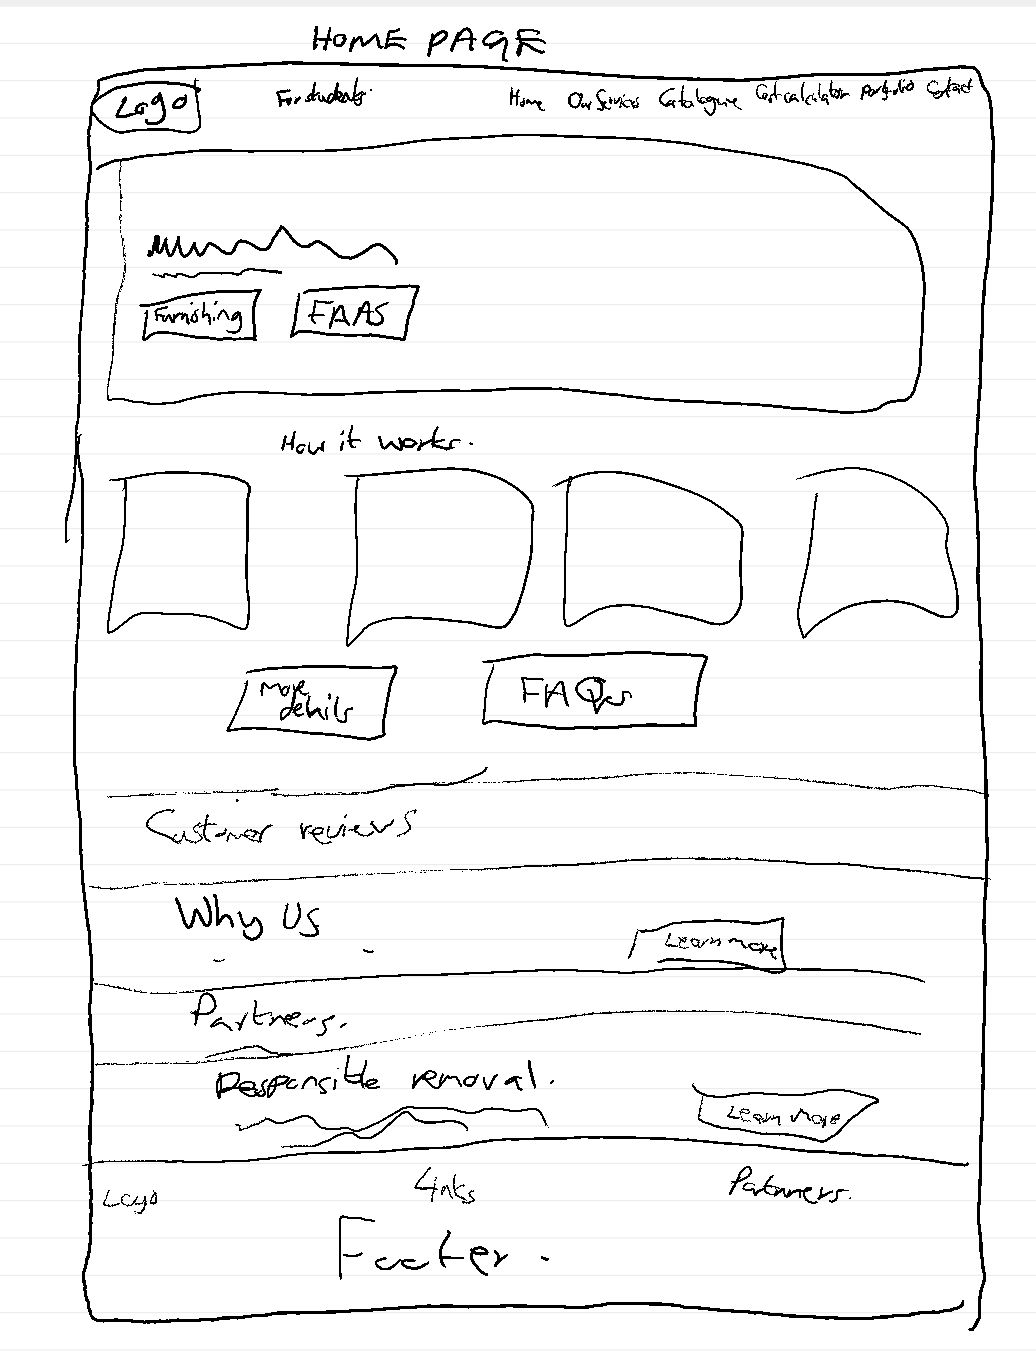 HOME PAGE
Logo For students. Home Our Services Catalogue Cost calculator Portfolio Contact
Furnishing FAAS
How it works.
More details FAQs
Customer reviews
Why Us Learn more
Partners.
Responsible removal.
Learn more
Logo Links Partners.
Footer.